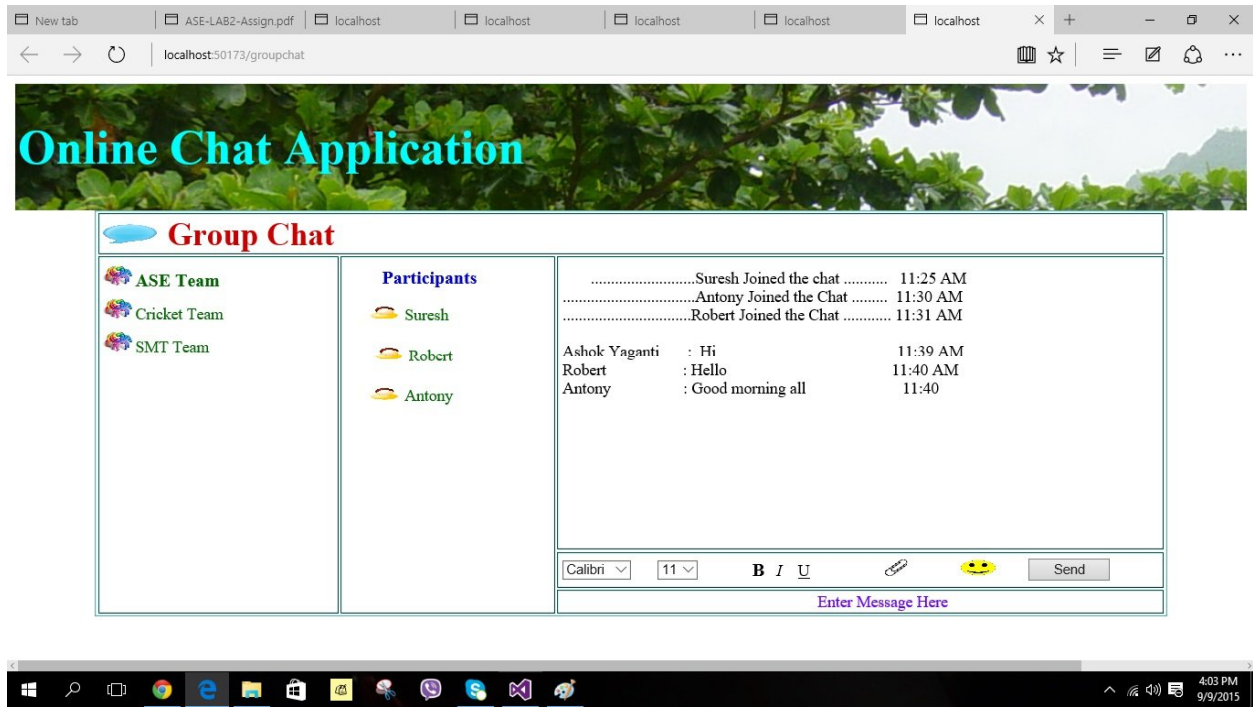 New tab
ASE-LAB2-Assign.pdf
localhost
localhost
localhost
localhost
localhost
localhost:50173/groupchat
Online Chat Application
Group Chat
ASE Team
Cricket Team
SMT Team
Participants
Suresh
Robert
Antony
..........................Suresh Joined the chat ........... 11:25 AM
.................................Antony Joined the Chat ......... 11:30 AM
................................Robert Joined the Chat ............ 11:31 AM
Ashok Yaganti : Hi 11:39 AM
Robert : Hello 11:40 AM
Antony : Good morning all 11:40
Calibri 11 B I U Send
Enter Message Here
4:03 PM
9/9/2015